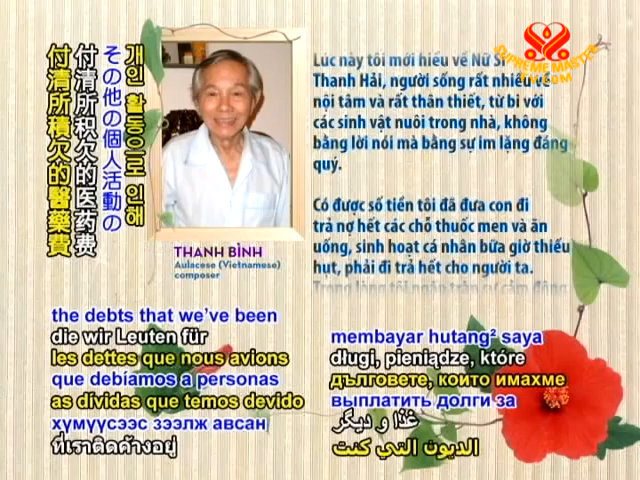 SUPREME MASTER
TV.COM
개인 활동으로 인해
その他の個人活動の
付清所积欠的医药费
付清所積欠的醫藥費
Lúc này tôi mới hiểu về Nữ Sĩ
Thanh Hải, người sống rất nhiều về
nội tâm và rất thân thiết, từ bi với
các sinh vật nuôi trong nhà, không
bằng lời nói mà bằng sự im lặng đáng
quý.
Có được số tiền tôi đã đưa con đi
trả nợ hết các chỗ thuốc men và ăn
uống, sinh hoạt cá nhân bữa giờ thiếu
hụt, phải đi trả hết cho người ta.
Trong lòng tôi
THANH BÌNH
Aulacese (Vietnamese)
composer
the debts that we've been
die wir Leuten für
les dettes que nous avions
que debíamos a personas
as dívidas que temos devido
хүмүүсээс зээлж авсан
ที่เราติดค้างอยู่
membayar hutang² saya
długi, pieniądze, które
дълговете, които имахме
выплатить долги за
غذا و دیگر
الديون التي كنت